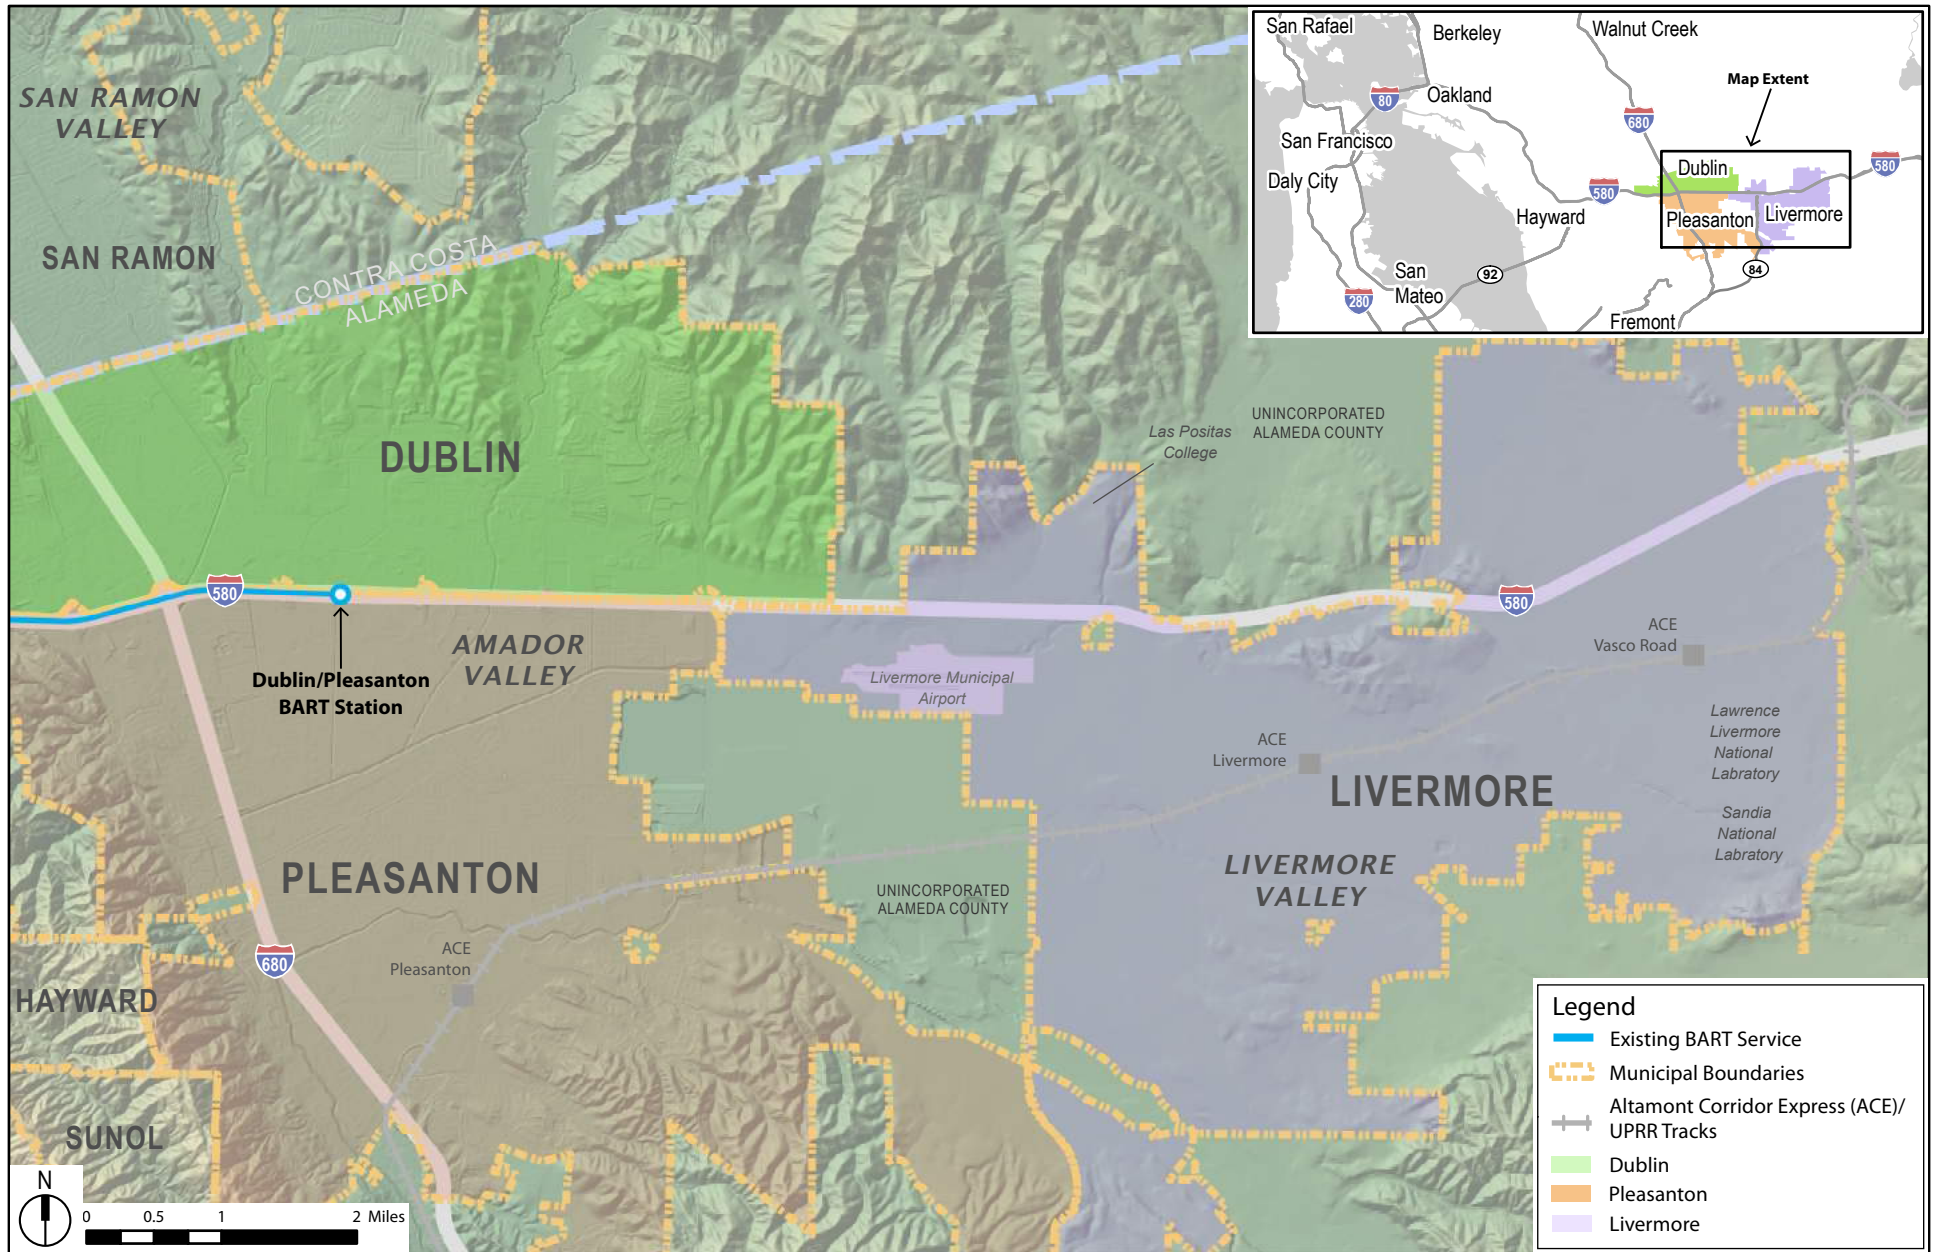 SAN RAMON
VALLEY
SAN RAMON
CONTRA COSTA
ALAMEDA
DUBLIN
580
AMADOR
VALLEY
Dublin/Pleasanton
BART Station
Las Positas
College
UNINCORPORATED
ALAMEDA COUNTY
580
ACE
Vasco Road
Livermore Municipal
Airport
Lawrence
Livermore
National
Labratory
ACE
Livermore
LIVERMORE
Sandia
National
Labratory
PLEASANTON
LIVERMORE
VALLEY
UNINCORPORATED
ALAMEDA COUNTY
ACE
Pleasanton
680
HAYWARD
SUNOL
N
0 0.5 1 2 Miles
San Rafael
Berkeley
Walnut Creek
Map Extent
80
Oakland
680
San Francisco
Dublin
580
Daly City
580
Hayward
Pleasanton
Livermore
San
Mateo
92
84
280
Fremont
Legend
Existing BART Service
Municipal Boundaries
Altamont Corridor Express (ACE)/
UPRR Tracks
Dublin
Pleasanton
Livermore